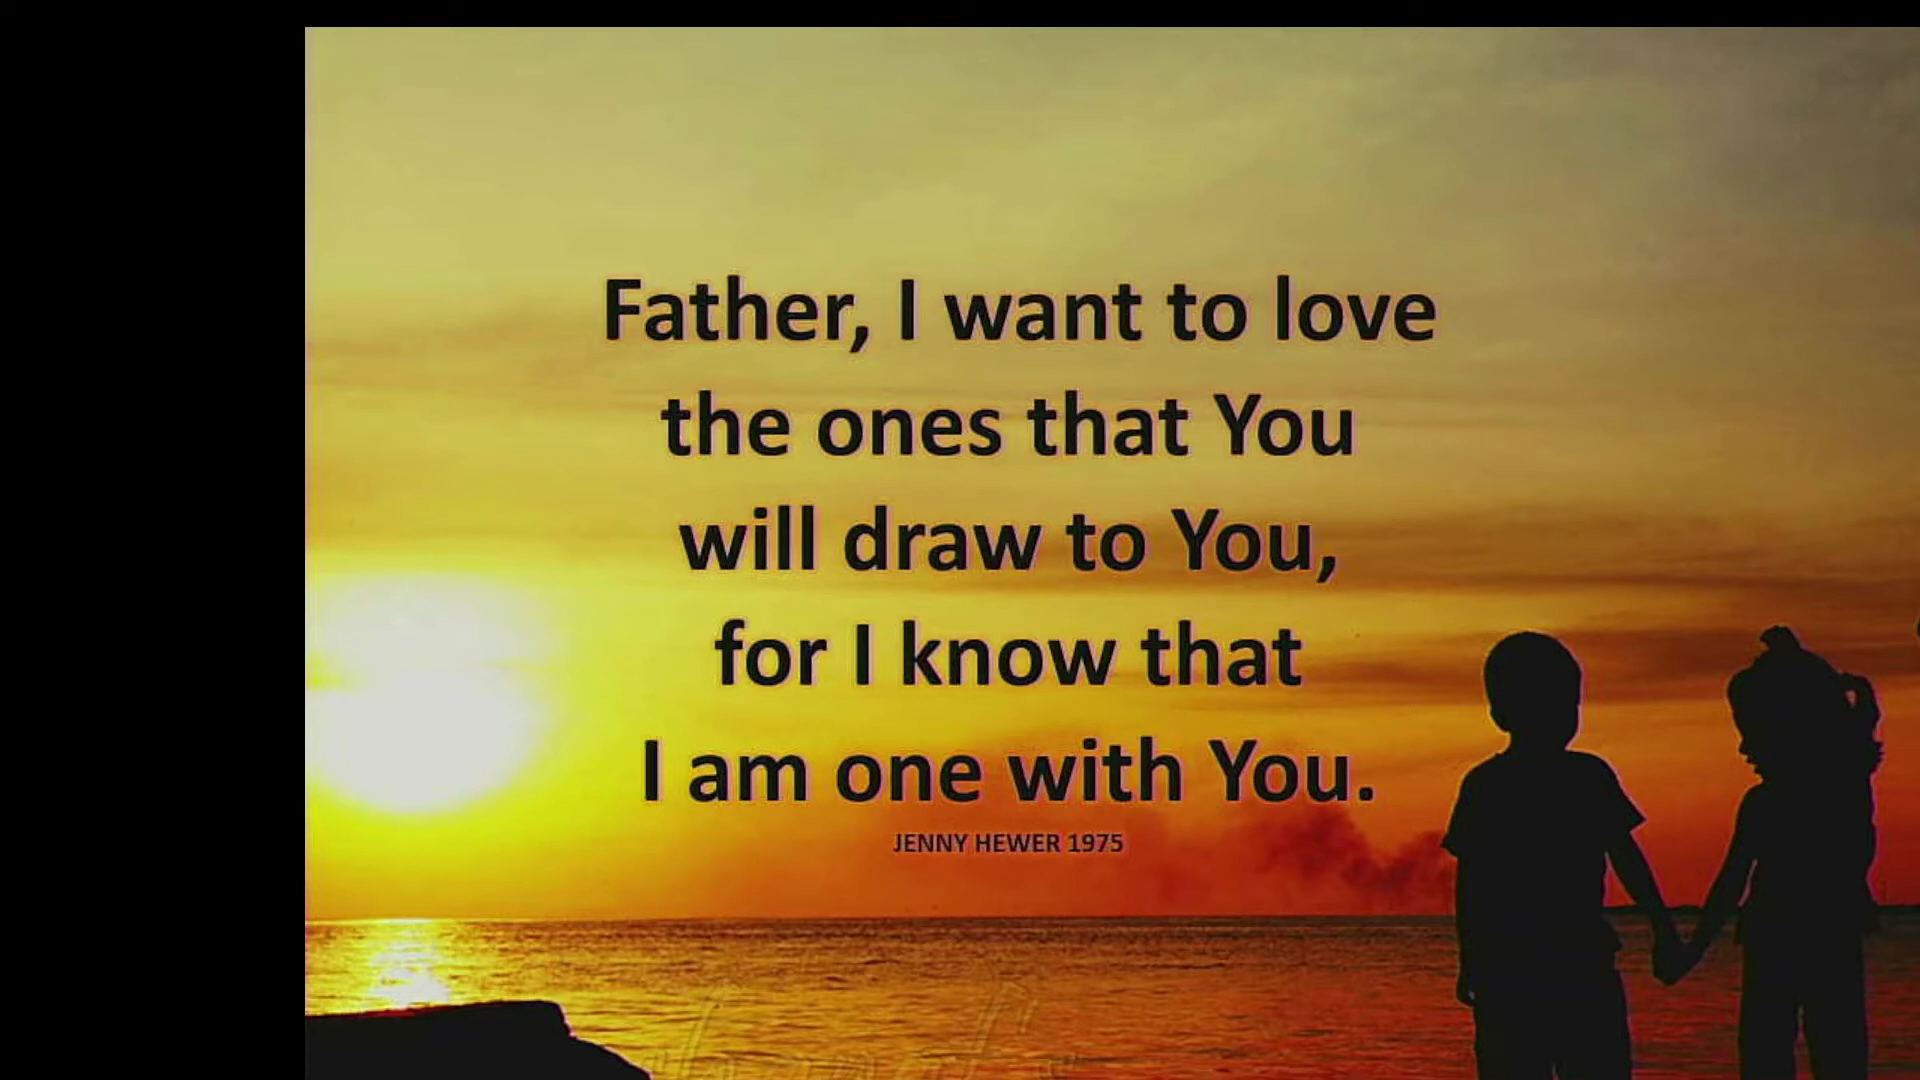 Father, I want to love
the ones that You
will draw to You,
for I know that
I am one with You.
JENNY HEWER 1975